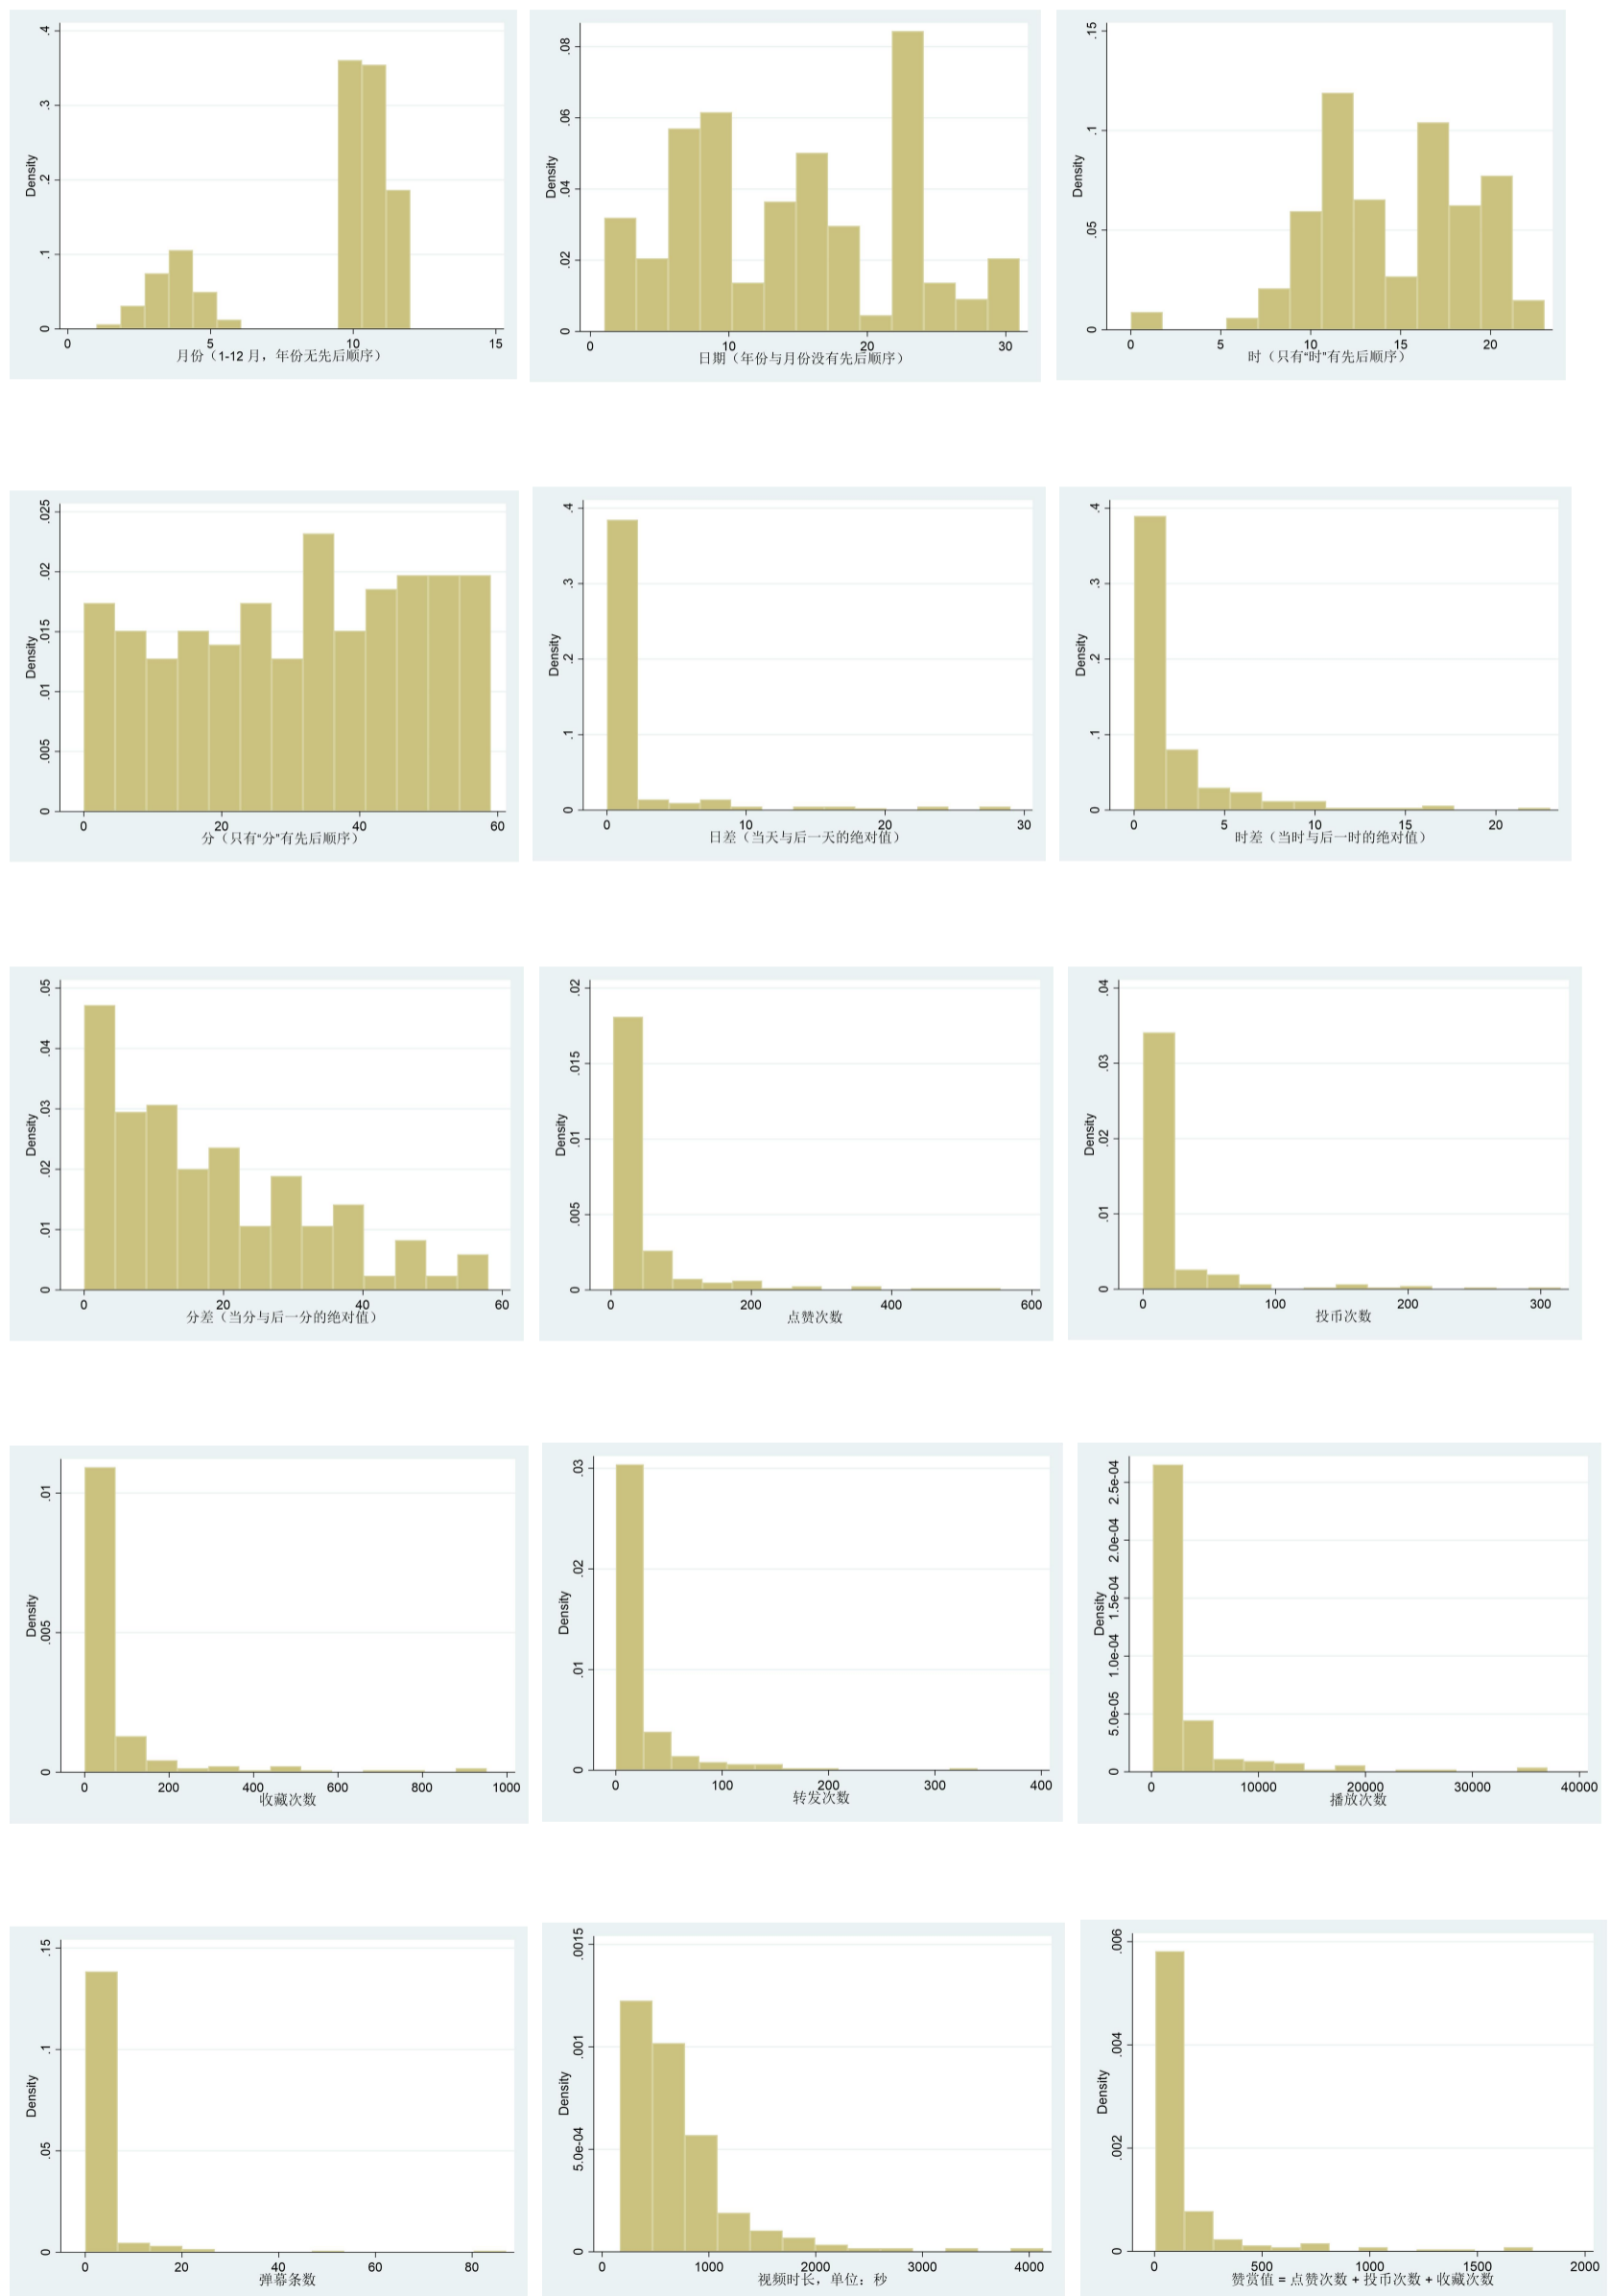 Density
.4
.3
.2
.1
0
0 5 10 15
月份（1-12 月，年份无先后顺序）
Density
.08
.06
.04
.02
0
0 10 20 30
日期（年份与月份没有先后顺序）
Density
.15
.1
.05
0
0 5 10 15 20
时（只有“时”有先后顺序）
Density
.025
.02
.015
.01
.005
0
0 20 40 60
分（只有“分”有先后顺序）
Density
.4
.3
.2
.1
0
0 10 20 30
日差（当天与后一天的绝对值）
Density
.4
.3
.2
.1
0
0 5 10 15 20
时差（当时与后一时的绝对值）
Density
.05
.04
.03
.02
.01
0
0 20 40 60
分差（当分与后一分的绝对值）
Density
.02
.015
.01
.005
0
0 200 400 600
点赞次数
Density
.04
.03
.02
.01
0
0 100 200 300
投币次数
Density
.01
.005
0
0 200 400 600 800 1000
收藏次数
Density
.03
.02
.01
0
0 100 200 300 400
转发次数
Density
2.5e-04
2.0e-04
1.5e-04
1.0e-04
5.0e-05
0
0 10000 20000 30000 40000
播放次数
Density
.15
.1
.05
0
0 20 40 60 80
弹幕条数
Density
.0015
.001
5.0e-04
0
0 1000 2000 3000 4000
视频时长，单位：秒
Density
.006
.004
.002
0
0 500 1000 1500 2000
赞赏值 = 点赞次数 + 投币次数 + 收藏次数